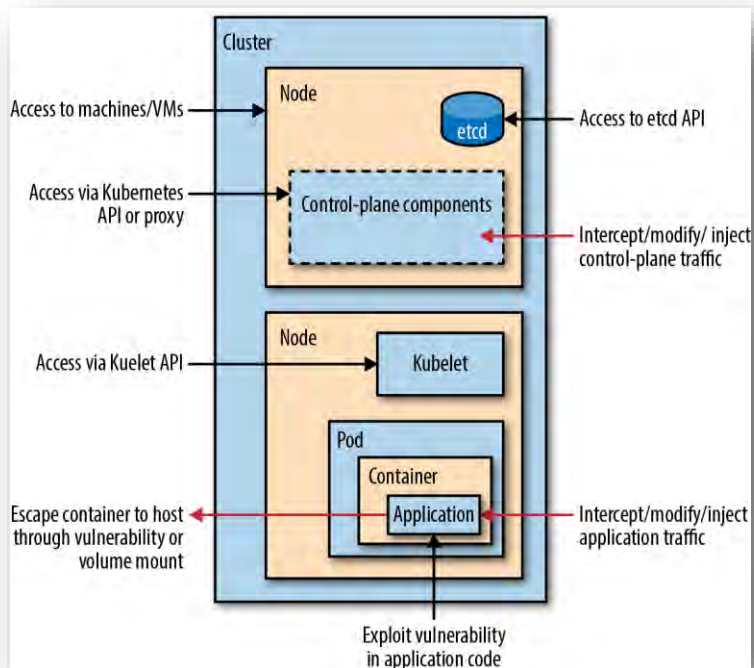 Cluster
Node
Access to machines/VMs
etcd
Access to etcd API
Access via Kubernetes
API or proxy
Control-plane components
Intercept/modify/ inject
control-plane traffic
Node
Access via Kuelet API
Kubelet
Pod
Container
Application
Escape container to host
through vulnerability or
volume mount
Intercept/modify/inject
application traffic
Exploit vulnerability
in application code